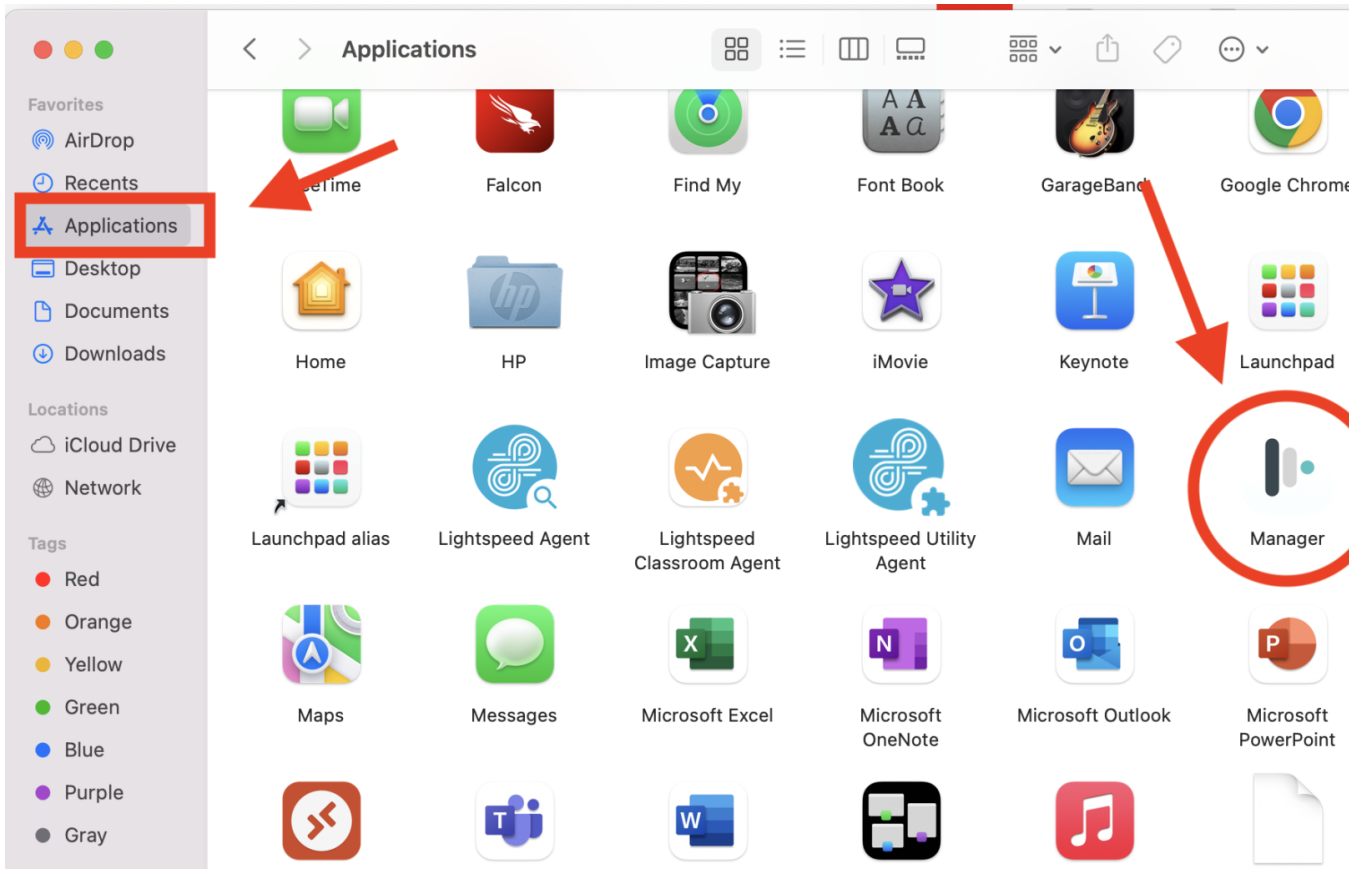 Applications
Favorites
AirDrop
Recents
Applications
Desktop
Documents
Downloads
Locations
iCloud Drive
Network
Tags
Red
Orange
Yellow
Green
Blue
Purple
Gray
A A
A a
Falcon
Find My
Font Book
GarageBand
Google Chrome
Home
hp
HP
Image Capture
iMovie
Keynote
Launchpad
Launchpad alias
Lightspeed Agent
Lightspeed
Classroom Agent
Lightspeed Utility
Agent
Mail
Manager
X
N
O
P
Maps
Messages
Microsoft Excel
Microsoft
OneNote
Microsoft Outlook
Microsoft
PowerPoint
T
W